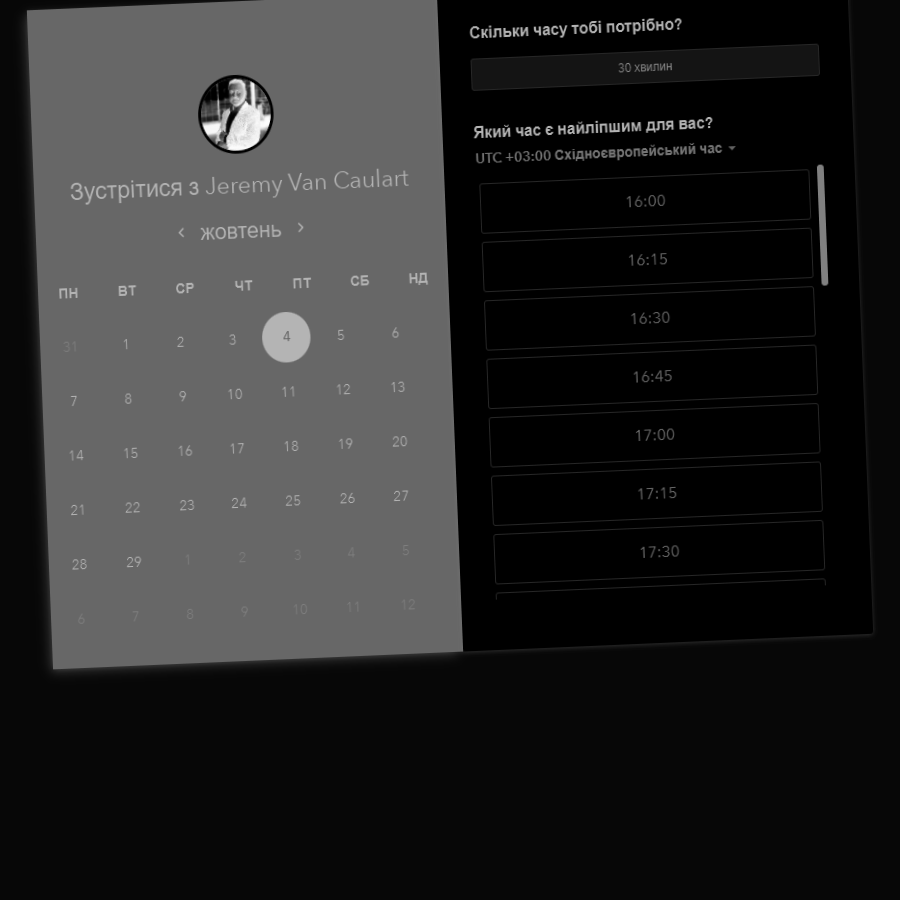 Зустрітися з Jeremy Van Caulart
жовтень
ПН ВТ СР ЧТ ПТ СБ НД
31 1 2 3 4 5 6
7 8 9 10 11 12 13
14 15 16 17 18 19 20
21 22 23 24 25 26 27
28 29 1 2 3 4 5
6 7 8 9 10 11 12
Скільки часу тобі потрібно?
30 хвилин
Який час є найліпшим для вас?
UTC +03:00 Східноєвропейський час
16:00
16:15
16:30
16:45
17:00
17:15
17:30